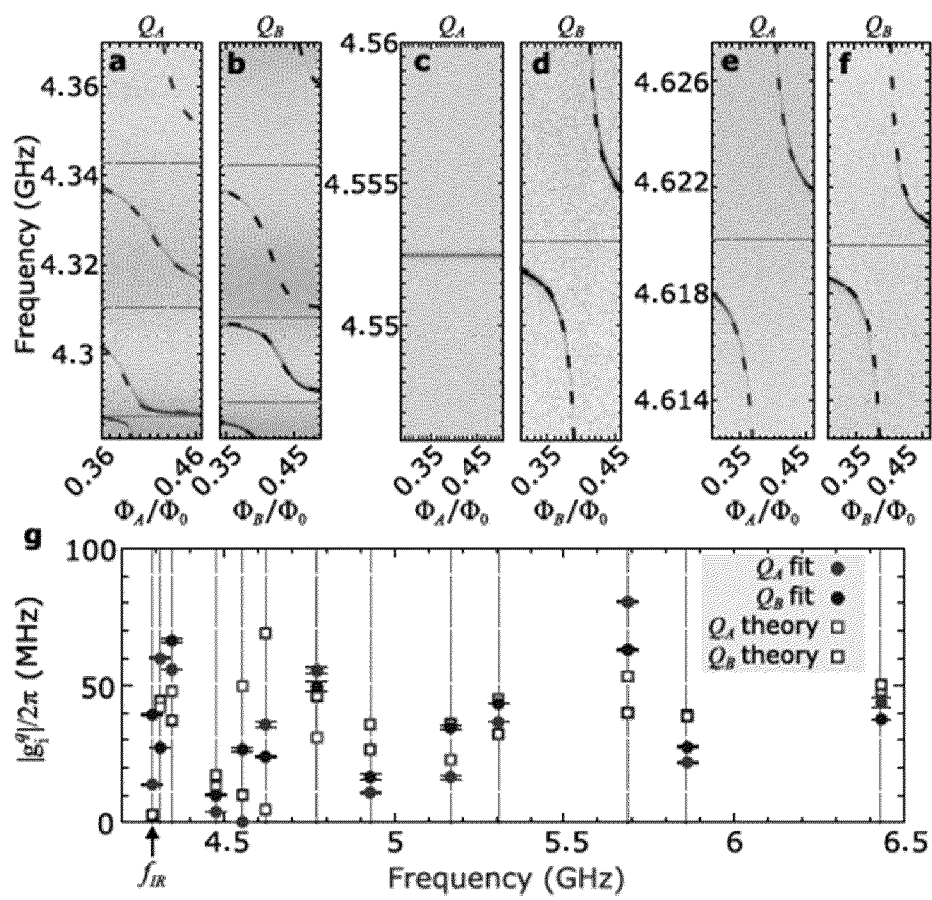 Q_A Q_B Q_A Q_B Q_A Q_B
a b c d e f
4.36
4.34
4.32
4.3
Frequency (GHz)
4.56
4.555
4.55
4.626
4.622
4.618
4.614
0.36 0.46 0.35 0.45 0.35 0.45 0.35 0.45 0.35 0.45 0.35 0.45
Φ_A/Φ_0 Φ_B/Φ_0 Φ_A/Φ_0 Φ_B/Φ_0 Φ_A/Φ_0 Φ_B/Φ_0
g
100
50
0
|g_i^q|/2π (MHz)
Q_A fit
Q_B fit
Q_A theory
Q_B theory
4.5 5 5.5 6 6.5
f_IR
Frequency (GHz)